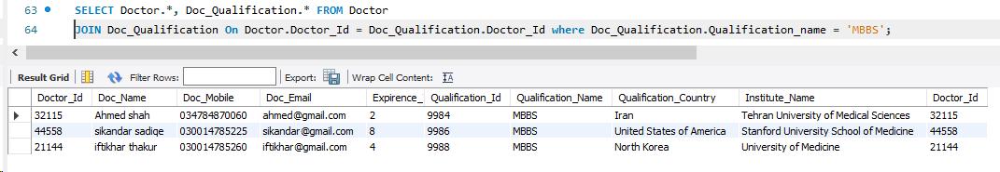 63 SELECT Doctor.*, Doc_Qualification.* FROM Doctor
64 JOIN Doc_Qualification On Doctor.Doctor_Id = Doc_Qualification.Doctor_Id where Doc_Qualification.Qualification_name = 'MBBS';
Result Grid Filter Rows: Export: Wrap Cell Content:
Doctor_Id Doc_Name Doc_Mobile Doc_Email Expirence_ Qualification_Id Qualification_Name Qualification_Country Institute_Name Doctor_Id
32115 Ahmed shah 034784870060 ahmed@gmail.com 2 9984 MBBS Iran Tehran University of Medical Sciences 32115
44558 sikandar sadiqe 030014785225 sikandar@gmail.com 8 9986 MBBS United States of America Stanford University School of Medicine 44558
21144 iftikhar thakur 030014785260 iftikhar@gmail.com 4 9988 MBBS North Korea University of Medicine 21144